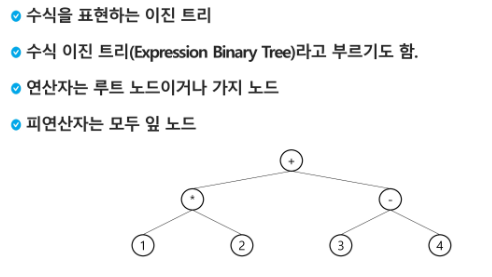 수식을 표현하는 이진 트리
수식 이진 트리(Expression Binary Tree)라고 부르기도 함.
연산자는 루트 노드이거나 가지 노드
피연산자는 모두 잎 노드
+
* -
1 2 3 4